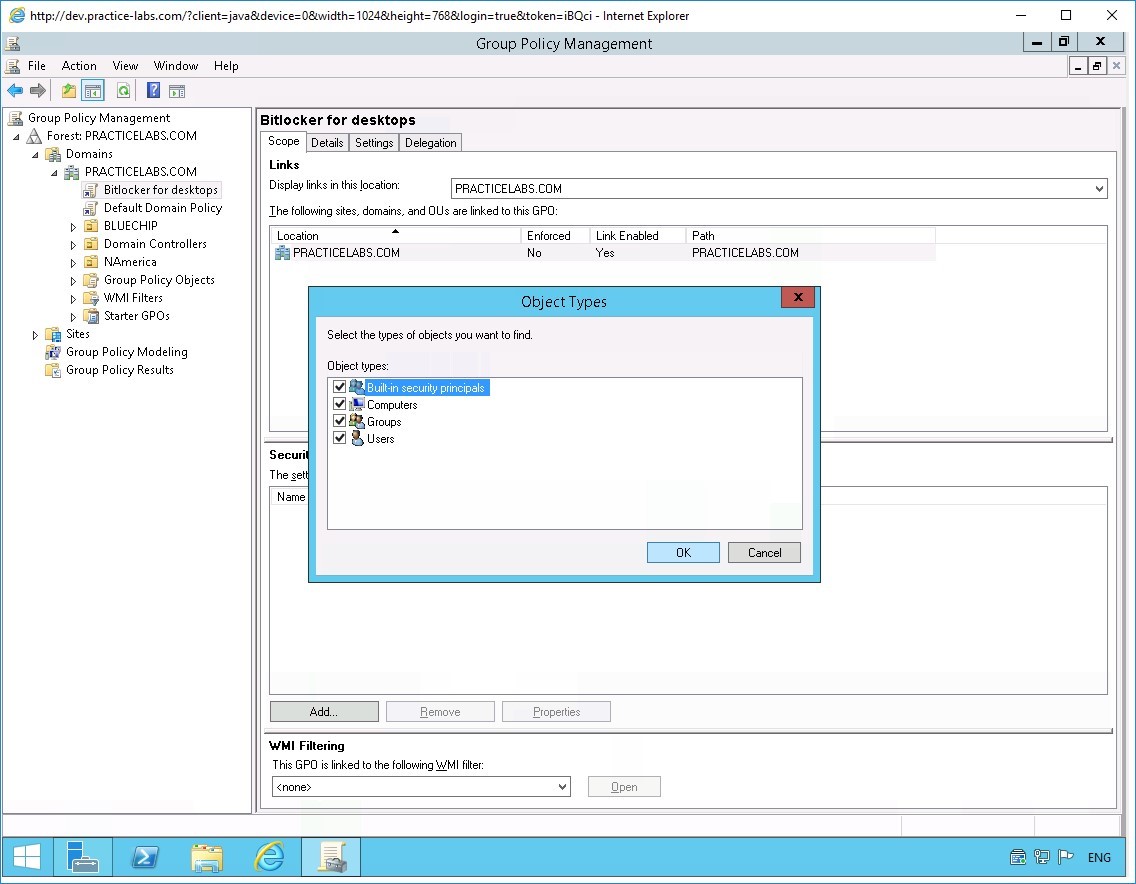 http://dev.practice-labs.com/?client=java&device=0&width=1024&height=768&login=true&token=iBQci - Internet Explorer
Group Policy Management
File Action View Window Help
Group Policy Management
Forest: PRACTICELABS.COM
Domains
PRACTICELABS.COM
Bitlocker for desktops
Default Domain Policy
BLUECHIP
Domain Controllers
NAmerica
Group Policy Objects
WMI Filters
Starter GPOs
Sites
Group Policy Modeling
Group Policy Results
Bitlocker for desktops
Scope Details Settings Delegation
Links
Display links in this location: PRACTICELABS.COM
The following sites, domains, and OUs are linked to this GPO:
Location Enforced Link Enabled Path
PRACTICELABS.COM No Yes PRACTICELABS.COM
Object Types
X
Select the types of objects you want to find.
Object types:
Built-in security principals
Computers
Groups
Users
OK Cancel
Securit
The sett
Name
Add... Remove Properties
WMI Filtering
This GPO is linked to the following WMI filter:
<none> Open
ENG